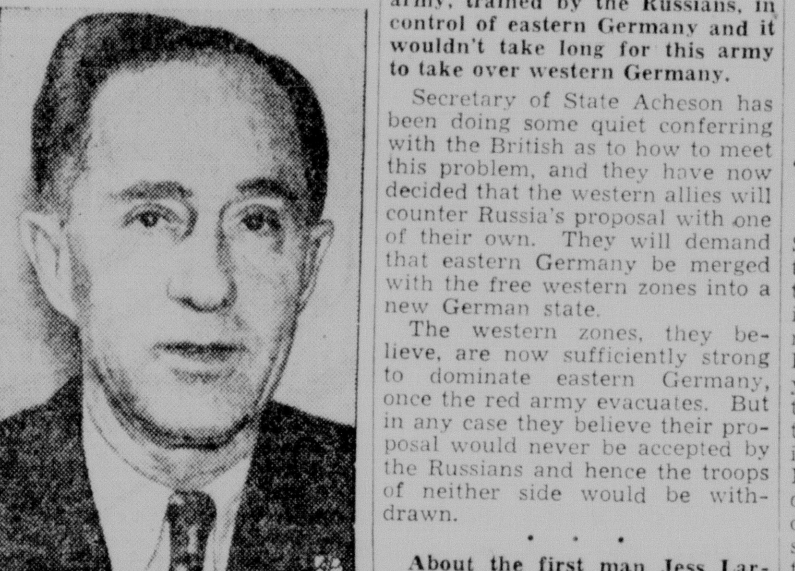 army, trained by the Russians, in
control of eastern Germany and it
wouldn't take long for this army
to take over western Germany.
Secretary of State Acheson has
been doing some quiet conferring
with the British as to how to meet
this problem, and they have now
decided that the western allies will
counter Russia's proposal with one
of their own. They will demand
that eastern Germany be merged
with the free western zones into a
new German state.
The western zones, they be-
lieve, are now sufficiently strong
to dominate eastern Germany,
once the red army evacuates. But
in any case they believe their pro-
posal would never be accepted by
the Russians and hence the troops
of neither side would be with-
drawn.
• • •
About the first man Jess Lar-